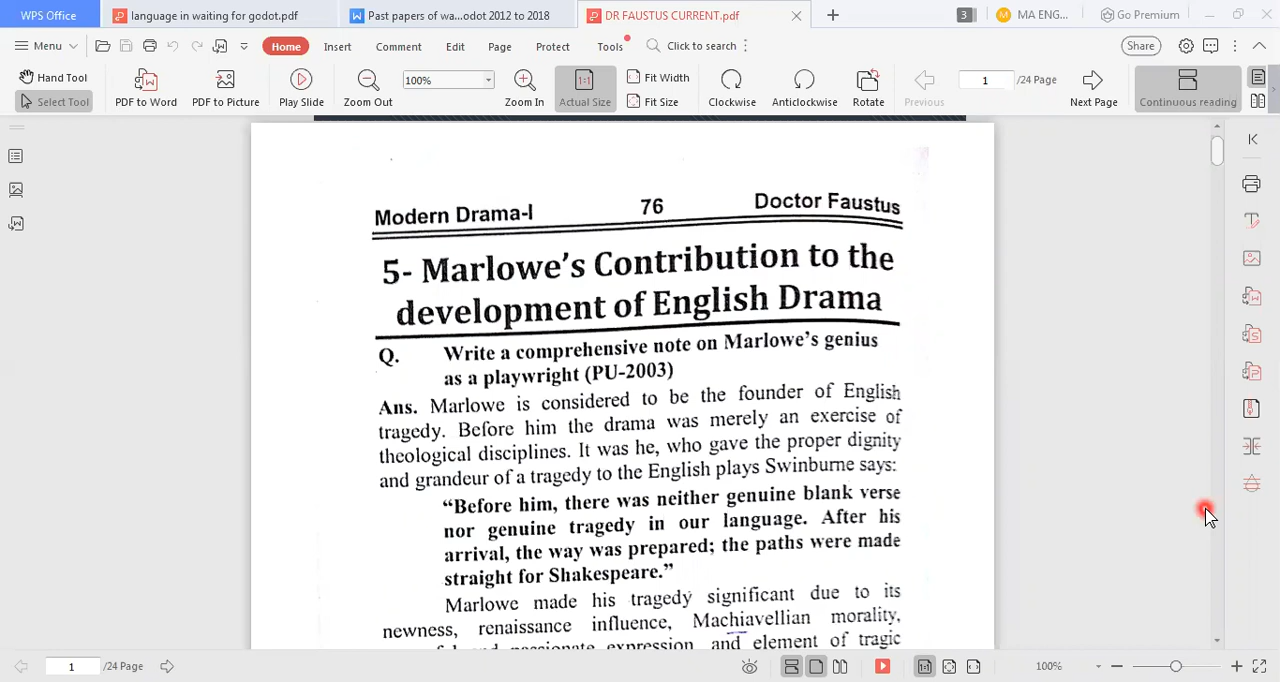 WPS Office
language in waiting for godot.pdf
Past papers of wa...odot 2012 to 2018
DR FAUSTUS CURRENT.pdf
3
MA ENG...
Go Premium
Menu
Home
Insert
Comment
Edit
Page
Protect
Tools
Click to search
Share
Hand Tool
Select Tool
PDF to Word
PDF to Picture
Play Slide
Zoom Out
100%
Zoom In
1:1
Actual Size
Fit Width
Fit Size
Clockwise
Anticlockwise
Rotate
Previous
1
/24 Page
Next Page
Continuous reading
Modern Drama-I 76 Doctor Faustus
5- Marlowe's Contribution to the
development of English Drama
Q. Write a comprehensive note on Marlowe's genius
as a playwright (PU-2003)
Ans. Marlowe is considered to be the founder of English
tragedy. Before him the drama was merely an exercise of
theological disciplines. It was he, who gave the proper dignity
and grandeur of a tragedy to the English plays Swinburne says:
“Before him, there was neither genuine blank verse
nor genuine tragedy in our language. After his
arrival, the way was prepared; the paths were made
straight for Shakespeare.”
Marlowe made his tragedy significant due to its
newness, renaissance influence, Machiavellian morality,
and passionate expression, and element of tragic
1
/24 Page
100%